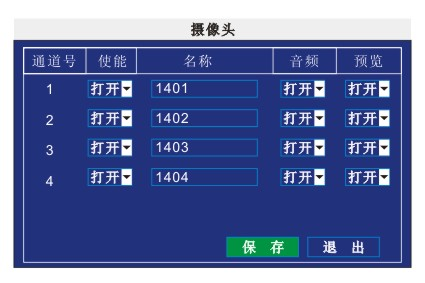 摄像头
通道号 使能 名称 音频 预览
1 打开 1401 打开 打开
2 打开 1402 打开 打开
3 打开 1403 打开 打开
4 打开 1404 打开 打开
保 存 退 出